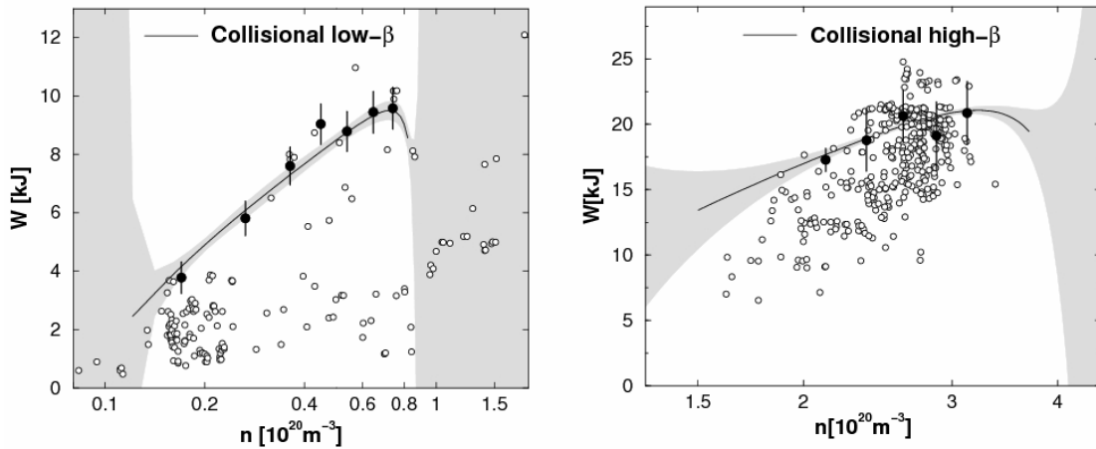 Collisional low-β
12
10
8
6
4
2
0
W [kJ]
0.1 0.2 0.4 0.6 0.8 1 1.5
n [10²⁰m⁻³]
Collisional high-β
25
20
15
10
5
0
W[kJ]
1.5 2 3 4
n[10²⁰m⁻³]